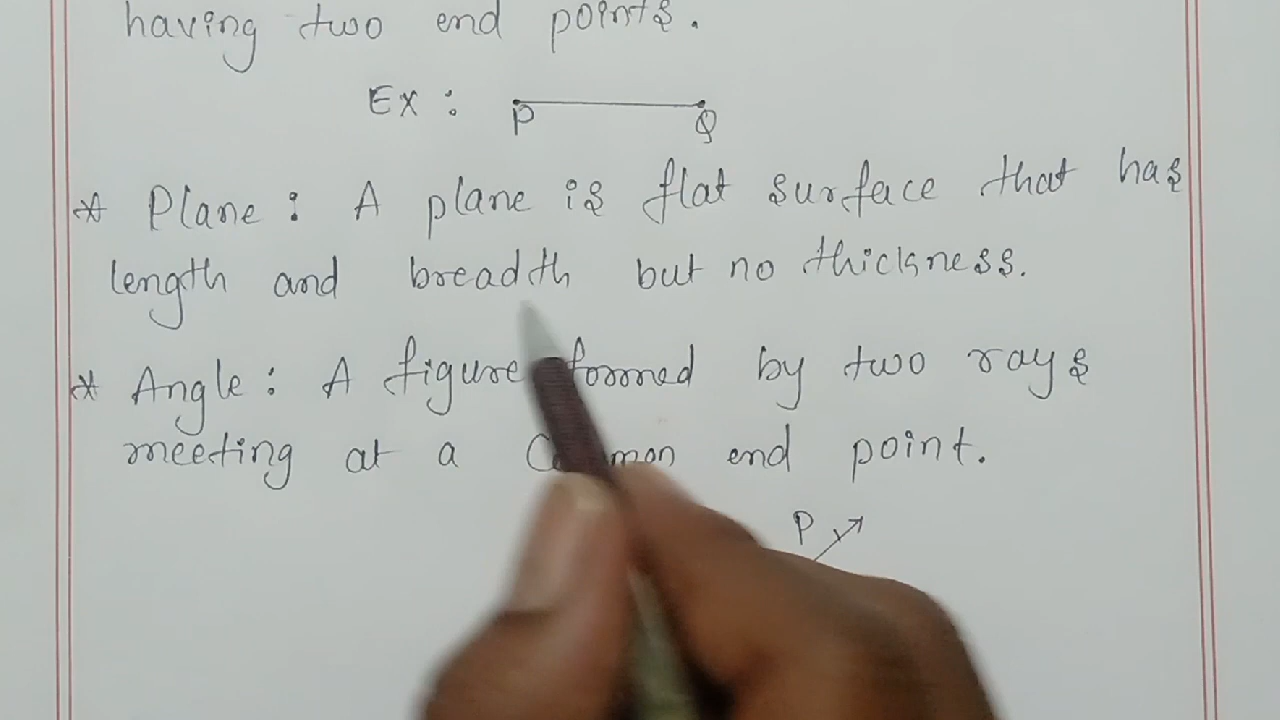 having two end points.
Ex :
P Q
* Plane : A plane is flat surface that has
length and breadth but no thickness.
* Angle : A figure formed by two rays
meeting at a end point.
P